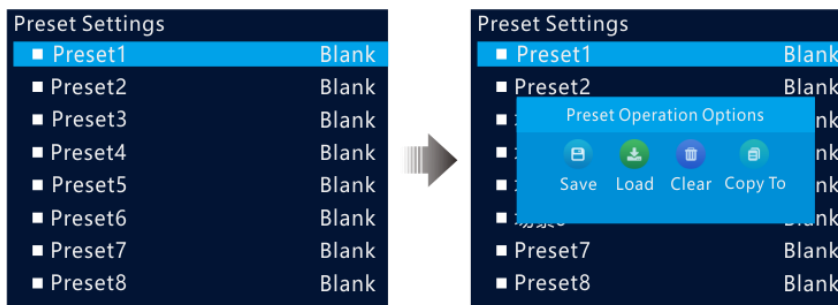 Preset Settings
Preset1 Blank
Preset2 Blank
Preset3 Blank
Preset4 Blank
Preset5 Blank
Preset6 Blank
Preset7 Blank
Preset8 Blank
Preset Settings
Preset1 Blank
Preset2 Blank
Preset Operation Options
Save Load Clear Copy To
Preset7 Blank
Preset8 Blank